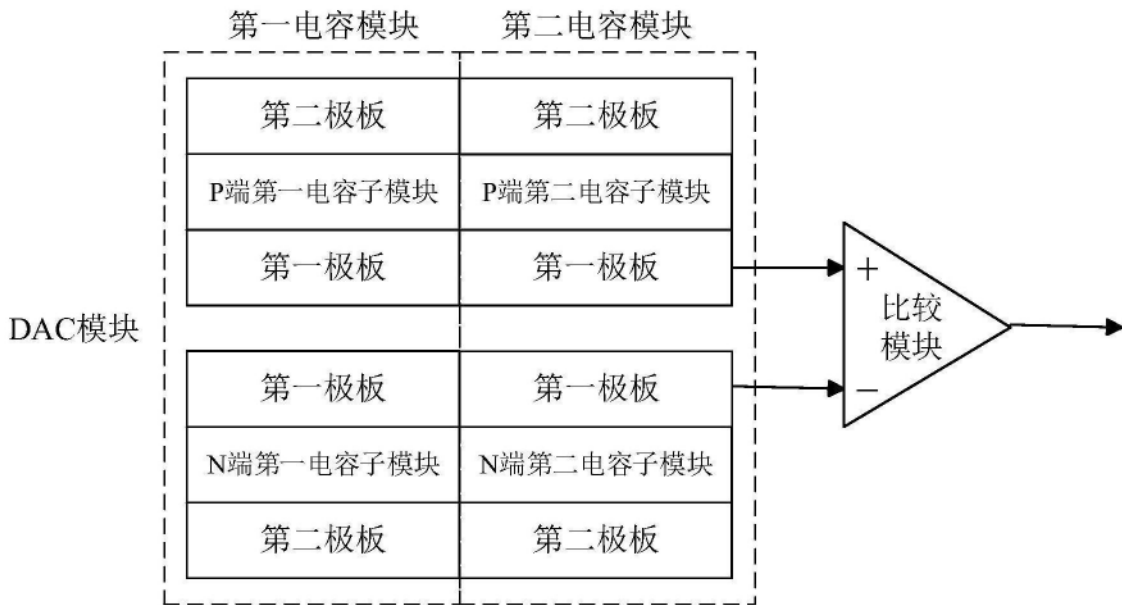 第一电容模块 第二电容模块
第二极板 第二极板
P端第一电容子模块 P端第二电容子模块
第一极板 第一极板
+
比较
模块
DAC模块
第一极板 第一极板
−
N端第一电容子模块 N端第二电容子模块
第二极板 第二极板